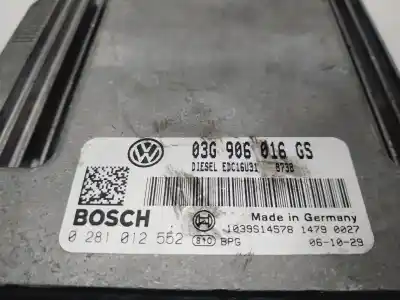 03G 906 016 GS
DIESEL EDC16U31 8738
BOSCH
Made in Germany
1039S14578 1479 0027
0 281 012 552 BPG 06-10-29